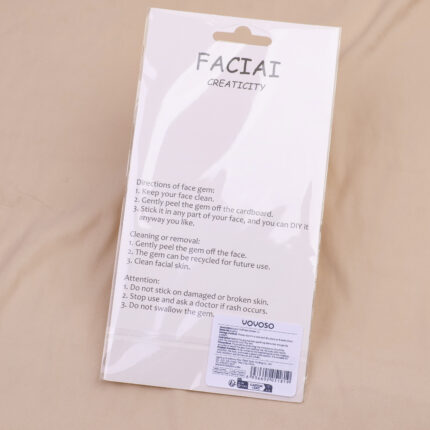 FACIAI
CREATICITY
Directions of face gem:
1. Keep your face clean.
2. Gently peel the gem off the cardboard.
3. Stick it in any part of your face, and you can DIY it
anyway you like.
Cleaning or removal:
1. Gently peel the gem off the face.
2. The gem can be recycled for future use.
3. Clean facial skin.
Attention:
1. Do not stick on damaged or broken skin.
2. Stop use and ask a doctor if rash occurs.
3. Do not swallow the gem.
YOYOSO